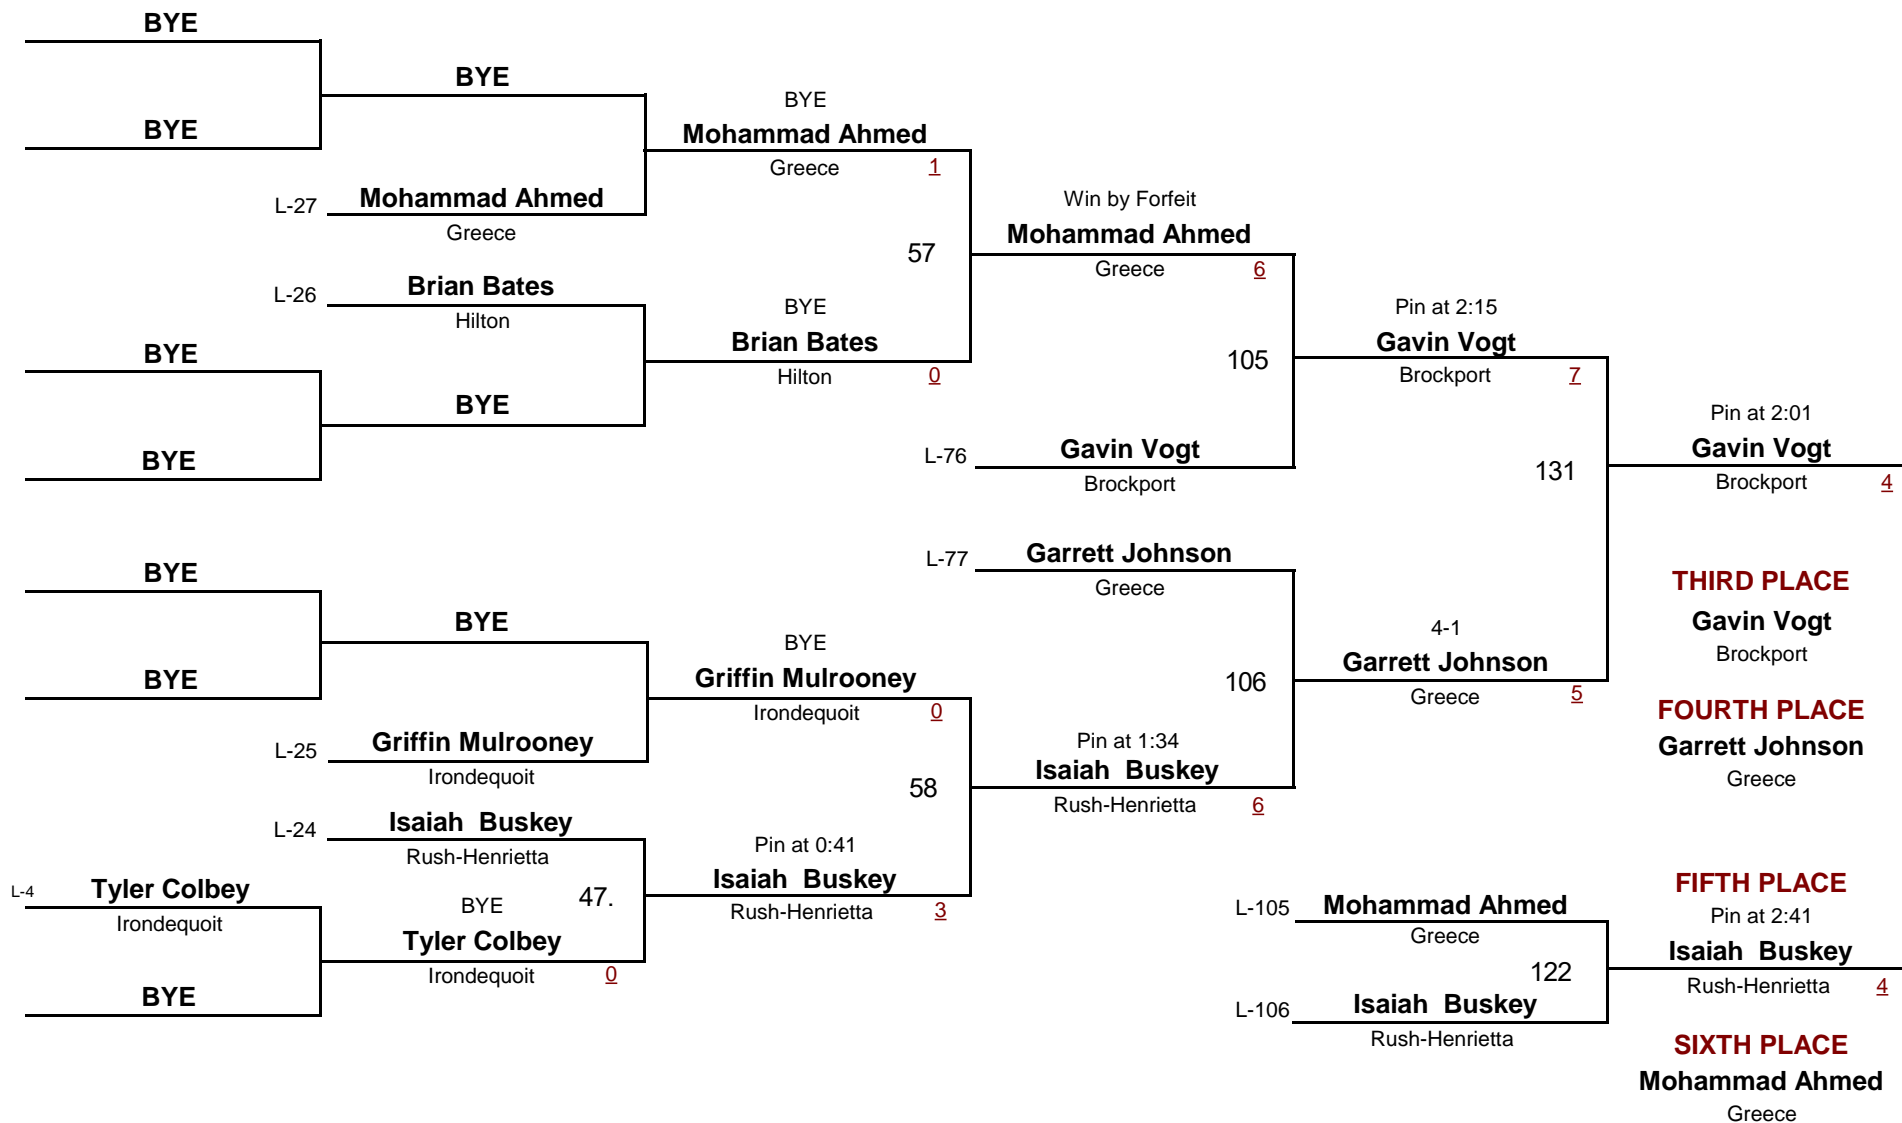 BYE
BYE
BYE
BYE
Mohammad Ahmed
Greece 1
L-27 Mohammad Ahmed
Greece
57
L-26 Brian Bates
Hilton
BYE
Brian Bates
Hilton 0
BYE
BYE
BYE
Win by Forfeit
Mohammad Ahmed
Greece 6
105
L-76 Gavin Vogt
Brockport
Pin at 2:15
Gavin Vogt
Brockport 7
131
Pin at 2:01
Gavin Vogt
Brockport 4
BYE
BYE
BYE
BYE
Griffin Mulrooney
Irondequoit 0
L-25 Griffin Mulrooney
Irondequoit
58
L-24 Isaiah  Buskey
Rush-Henrietta
47.
L-4 Tyler Colbey
Irondequoit
BYE
Tyler Colbey
Irondequoit 0
BYE
Pin at 0:41
Isaiah  Buskey
Rush-Henrietta 3
L-77 Garrett Johnson
Greece
106
Pin at 1:34
Isaiah  Buskey
Rush-Henrietta 6
4-1
Garrett Johnson
Greece 5
THIRD PLACE
Gavin Vogt
Brockport
FOURTH PLACE
Garrett Johnson
Greece
L-105 Mohammad Ahmed
Greece
122
L-106 Isaiah  Buskey
Rush-Henrietta
FIFTH PLACE
Pin at 2:41
Isaiah  Buskey
Rush-Henrietta 4
SIXTH PLACE
Mohammad Ahmed
Greece